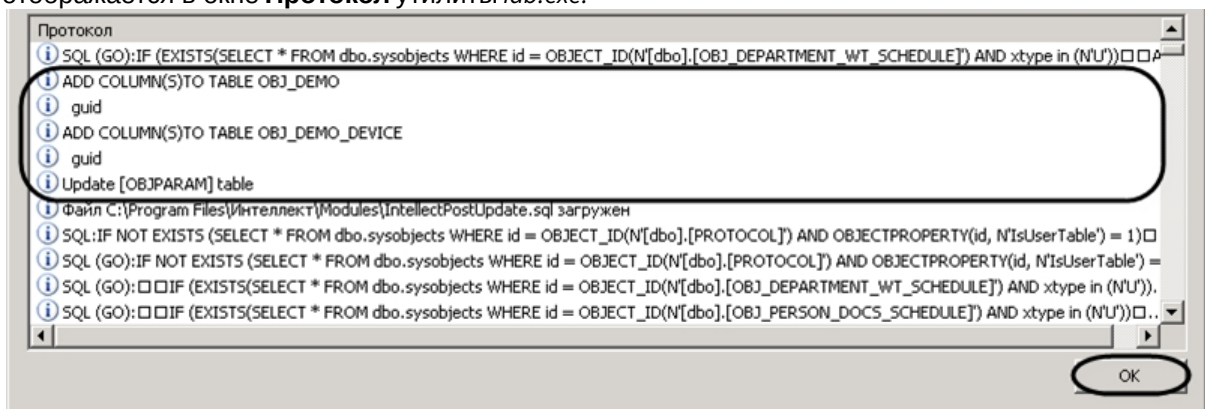 отображается в окне Протокол утилиты idb.exe.
Протокол
SQL (GO):IF (EXISTS(SELECT * FROM dbo.sysobjects WHERE id = OBJECT_ID(N'[dbo].[OBJ_DEPARTMENT_WT_SCHEDULE]') AND xtype in (N'U'))□□A
ADD COLUMN(S)TO TABLE OBJ_DEMO
guid
ADD COLUMN(S)TO TABLE OBJ_DEMO_DEVICE
guid
Update [OBJPARAM] table
Файл C:\Program Files\Интеллект\Modules\IntellectPostUpdate.sql загружен
SQL:IF NOT EXISTS (SELECT * FROM dbo.sysobjects WHERE id = OBJECT_ID(N'[dbo].[PROTOCOL]') AND OBJECTPROPERTY(id, N'IsUserTable') = 1)□
SQL (GO):IF NOT EXISTS (SELECT * FROM dbo.sysobjects WHERE id = OBJECT_ID(N'[dbo].[PROTOCOL]') AND OBJECTPROPERTY(id, N'IsUserTable') =
SQL (GO):□□IF (EXISTS(SELECT * FROM dbo.sysobjects WHERE id = OBJECT_ID(N'[dbo].[OBJ_DEPARTMENT_WT_SCHEDULE]') AND xtype in (N'U')).
SQL (GO):□□IF (EXISTS(SELECT * FROM dbo.sysobjects WHERE id = OBJECT_ID(N'[dbo].[OBJ_PERSON_DOCS_SCHEDULE]') AND xtype in (N'U'))□..
OK